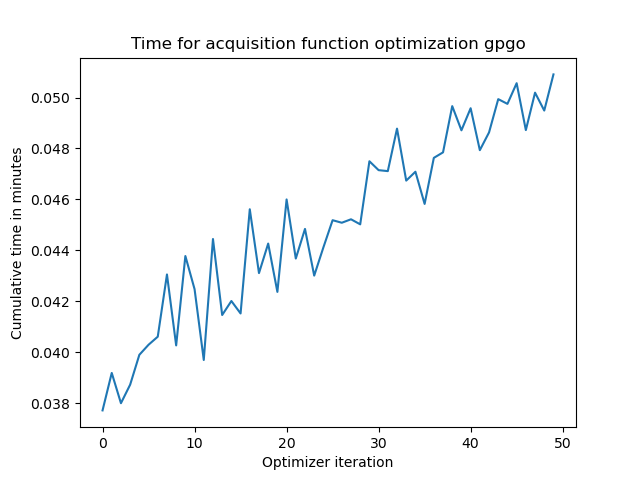 Time for acquisition function optimization gpgo
Cumulative time in minutes
0.050
0.048
0.046
0.044
0.042
0.040
0.038
0 10 20 30 40 50
Optimizer iteration